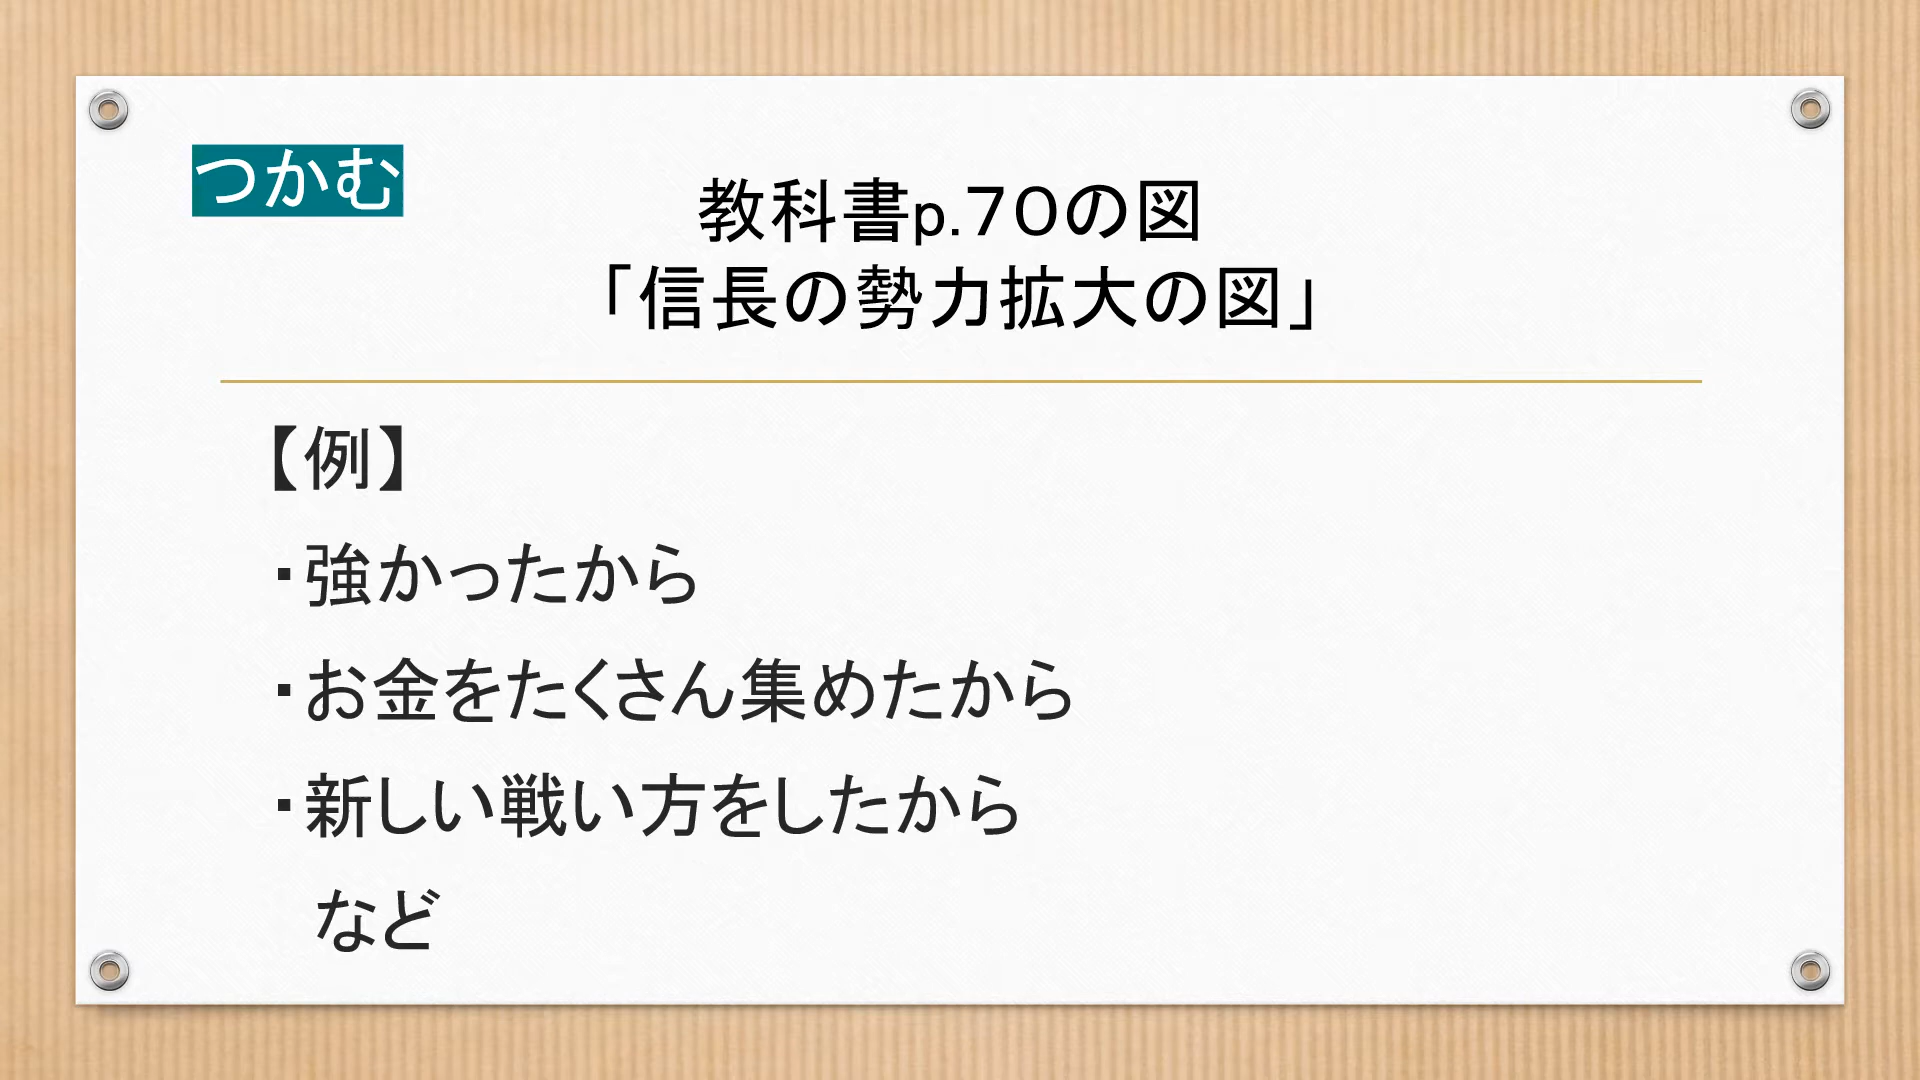 つかむ
教科書p.70の図
「信長の勢力拡大の図」
【例】
・強かったから
・お金をたくさん集めたから
・新しい戦い方をしたから
など